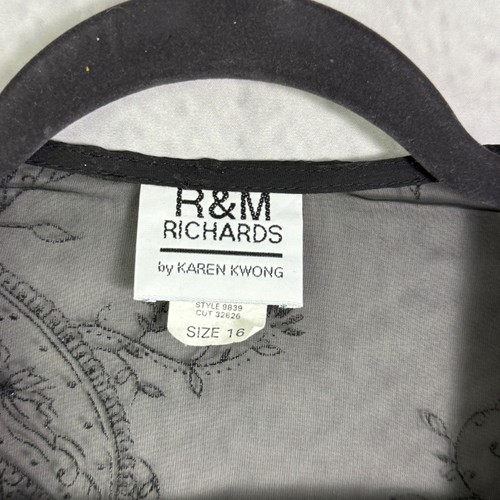 R&M
RICHARDS
by KAREN KWONG
STYLE 9839
CUT 32626
SIZE 16